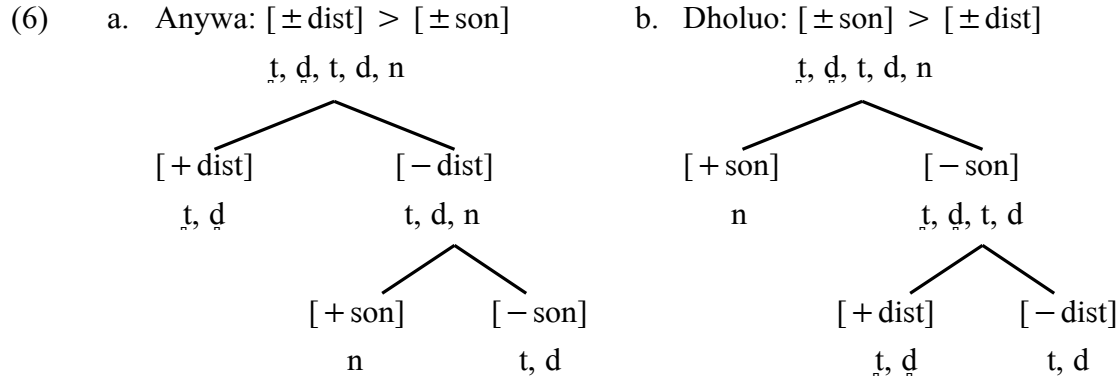 (6) a. Anywa: [±dist] > [±son] b. Dholuo: [±son] > [±dist]
t̪, d̪, t, d, n t̪, d̪, t, d, n
[+dist] [−dist] [+son] [−son]
t̪, d̪ t, d, n n t̪, d̪, t, d
[+son] [−son] [+dist] [−dist]
n t, d t̪, d̪ t, d